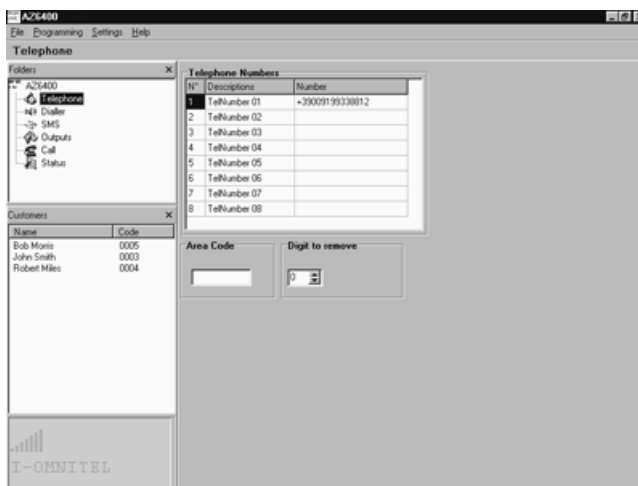 AZ6400
File Programming Settings Help
Telephone
Folders
AZ6400
Telephone
Dialler
SMS
Outputs
Call
Status
Customers
Name Code
Bob Morris 0005
John Smith 0003
Robert Miles 0004
I-OMNITEL
Telephone Numbers
N° Descriptions Number
1 TelNumber 01 +39009199338812
2 TelNumber 02
3 TelNumber 03
4 TelNumber 04
5 TelNumber 05
6 TelNumber 06
7 TelNumber 07
8 TelNumber 08
Area Code
Digit to remove
0